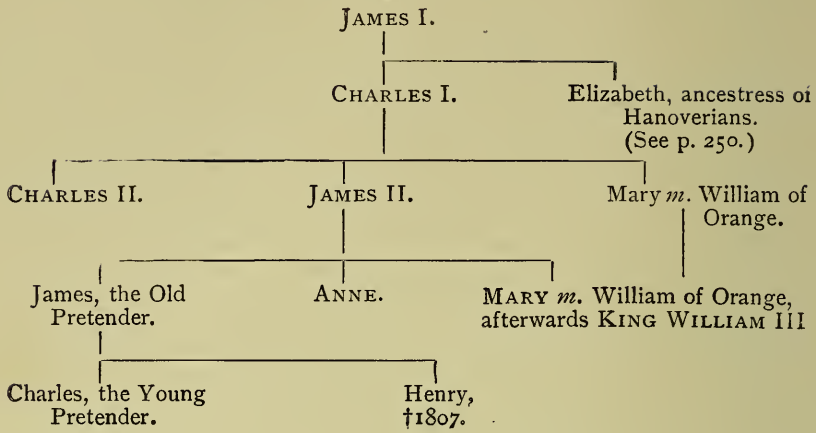 JAMES I.
CHARLES I.
Elizabeth, ancestress of
Hanoverians.
(See p. 250.)
CHARLES II.
JAMES II.
Mary m. William of
Orange.
James, the Old
Pretender.
ANNE.
MARY m. William of Orange,
afterwards KING WILLIAM III
Charles, the Young
Pretender.
Henry,
†1807.